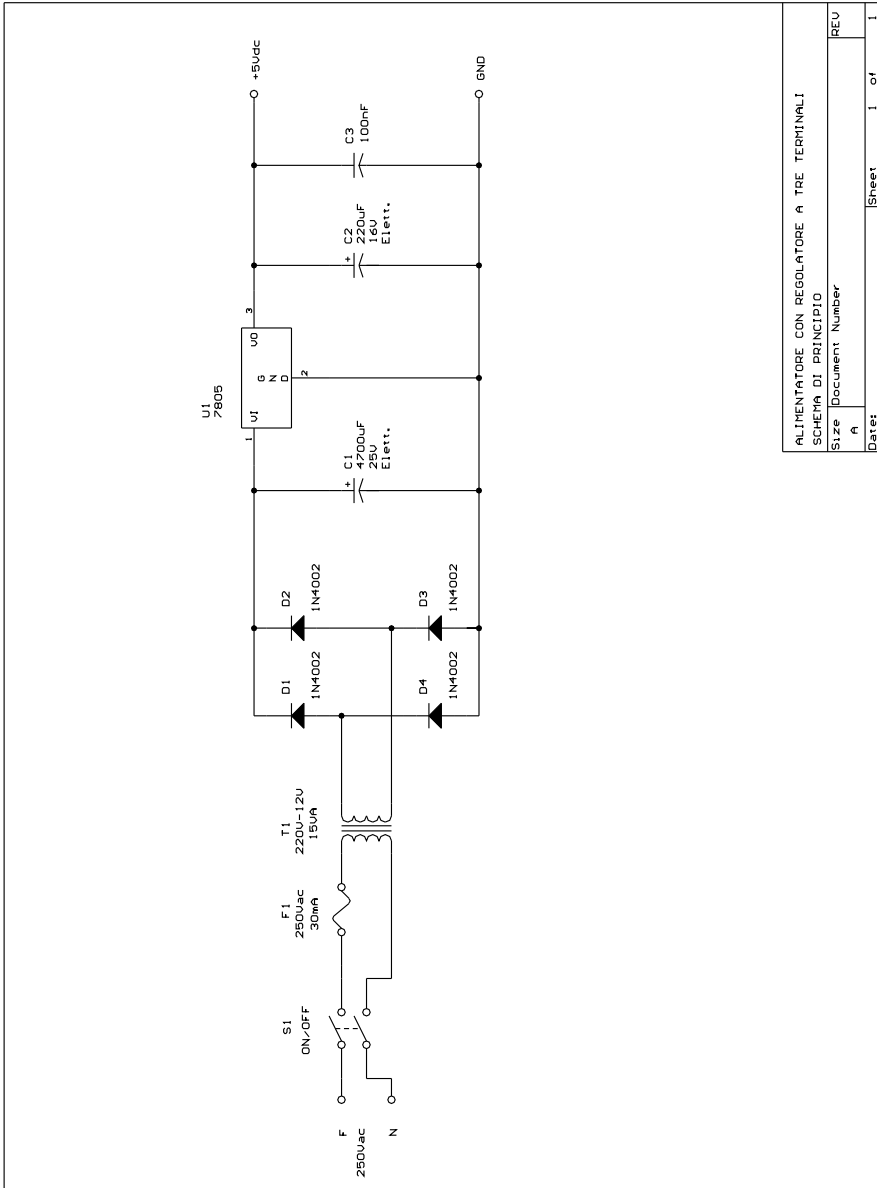 F
250Vac
N
S1
ON/OFF
F1
250Vac
30mA
T1
220V-12V
15VA
D1
1N4002
D2
1N4002
D4
1N4002
D3
1N4002
C1
4700uF
25V
Elett.
+
U1
7805
1
VI
G
N
D
VO
3
2
C2
220uF
16V
Elett.
+
C3
100nF
+5Vdc
GND
ALIMENTATORE CON REGOLATORE A TRE TERMINALI
SCHEMA DI PRINCIPIO
Size Document Number REV
A
Date: Sheet 1 of 1